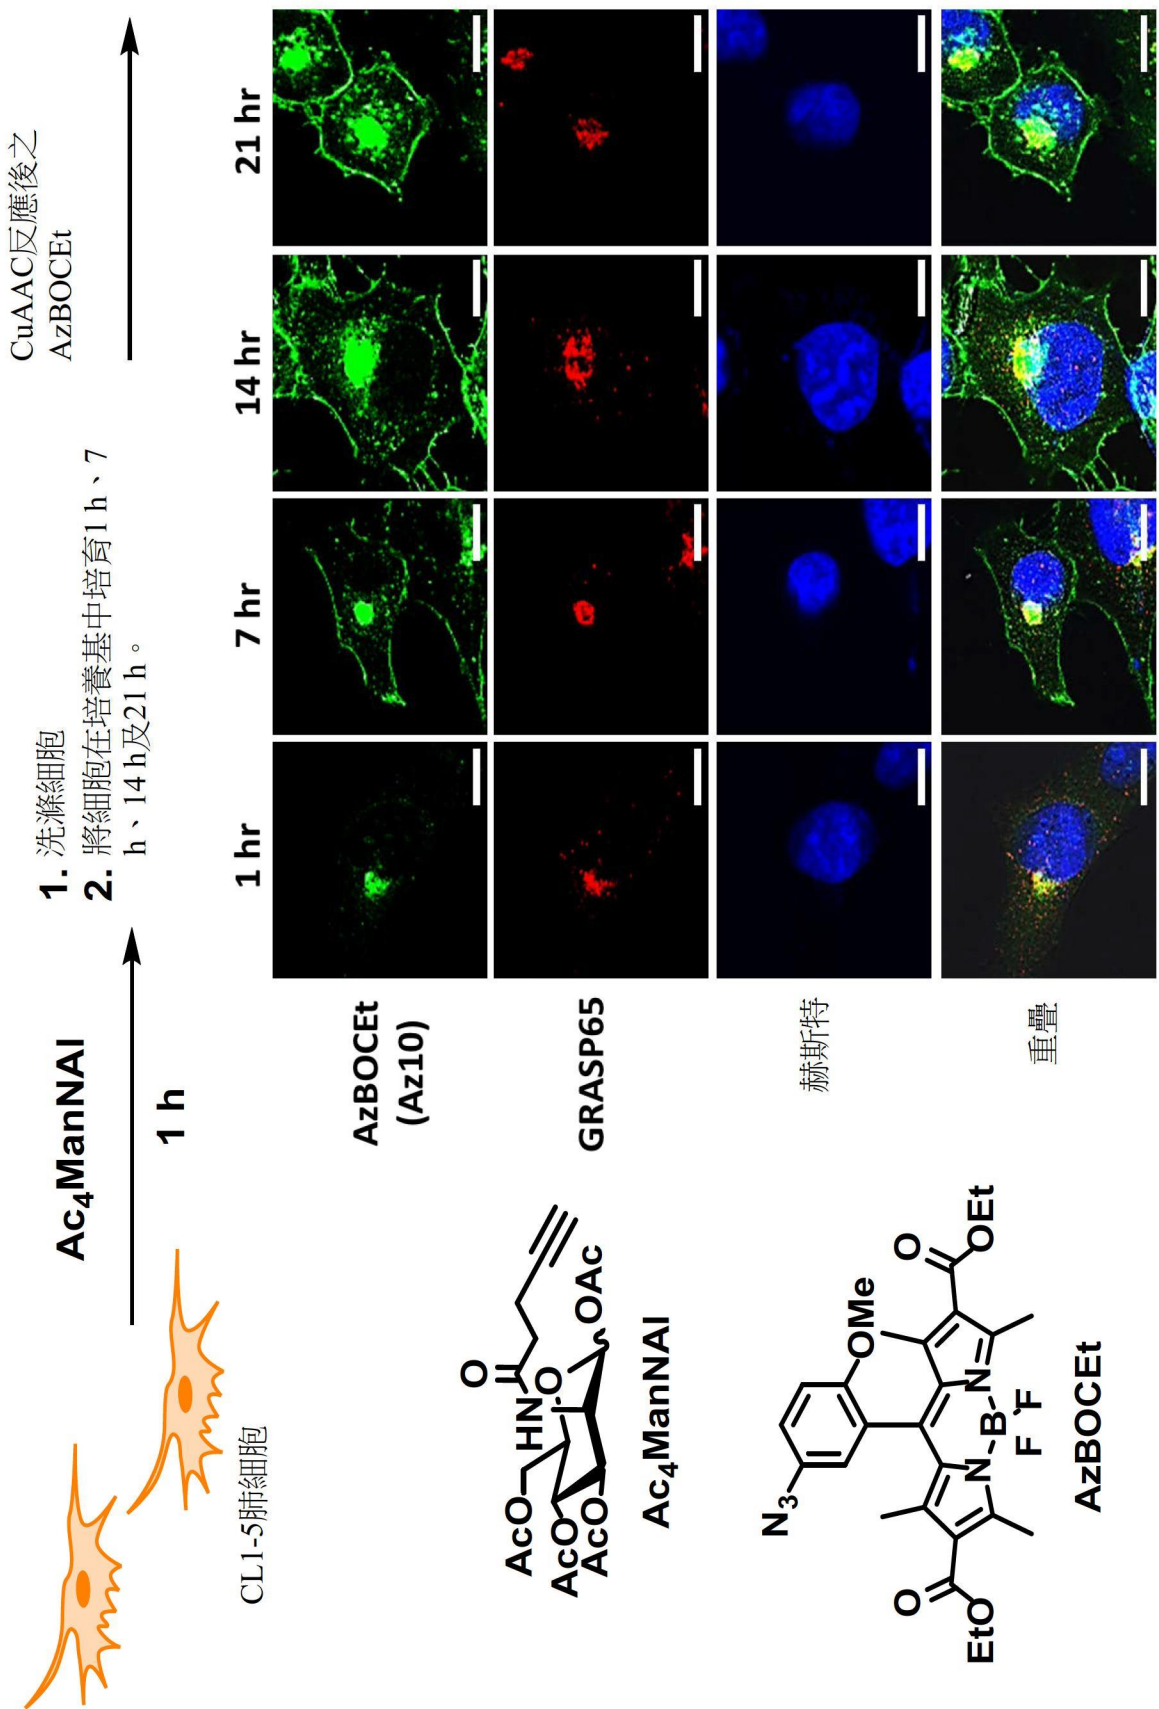 Ac4ManNAl
1 h
1. 洗滌細胞
2. 將細胞在培養基中培育1 h、7
h、14 h及21 h。
CuAAC反應後之
AzBOCEt
CL1-5肺細胞
1 hr
7 hr
14 hr
21 hr
AzBOCEt
(Az10)
GRASP65
赫斯特
重疊
O
HN
AcO
O
AcO
AcO
OAc
Ac4ManNAl
N3
OMe
O
O
EtO
N
B
N
OEt
F
F
AzBOCEt